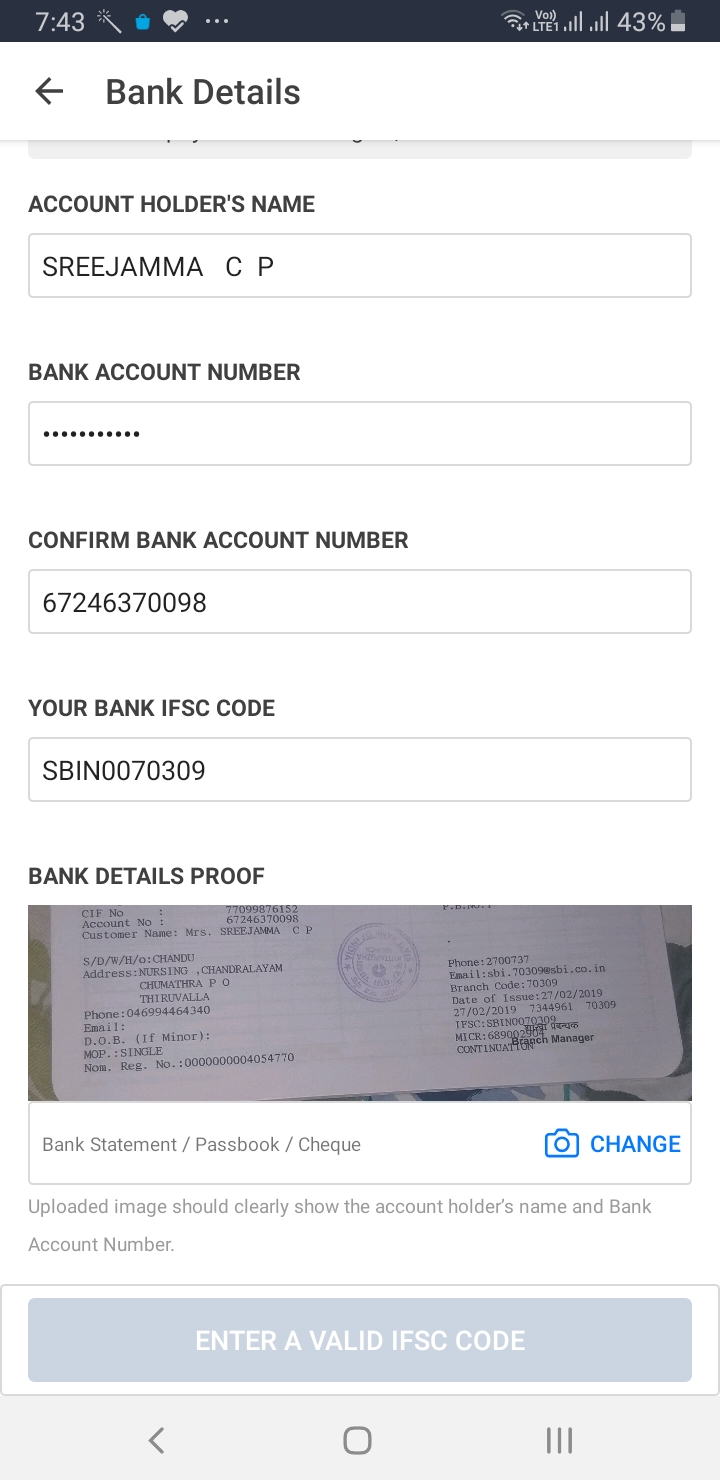 7:43 ... Vo)) LTE1 43%
Bank Details
ACCOUNT HOLDER'S NAME
SREEJAMMA C P
BANK ACCOUNT NUMBER
•••••••••••
CONFIRM BANK ACCOUNT NUMBER
67246370098
YOUR BANK IFSC CODE
SBIN0070309
BANK DETAILS PROOF
CIF No : 77099876152
Account No : 67246370098
Customer Name: Mrs. SREEJAMMA C P
S/D/W/H/o:CHANDU
Address:NURSING ,CHANDRALAYAM
CHUMATHRA P O
THIRUVALLA
Phone:046994464340
Email:
D.O.B. (If Minor):
MOP.:SINGLE
Nom. Reg. No.:0000000004054770
Phone:2700737
Email:sbi.70309@sbi.co.in
Branch Code:70309
Date of Issue:27/02/2019
27/02/2019 7344961 70309
IFSC:SBIN0070309
MICR:689002904
शाखा प्रबन्धक
CONTINUATION
Branch Manager
Bank Statement / Passbook / Cheque
CHANGE
Uploaded image should clearly show the account holder's name and Bank
Account Number.
ENTER A VALID IFSC CODE